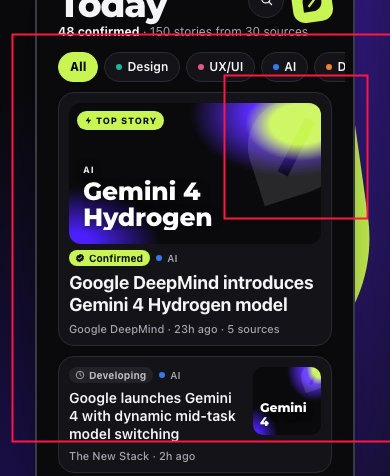 Today
48 confirmed · 150 stories from 30 sources
All
Design
UX/UI
AI
D
TOP STORY
AI
Gemini 4
Hydrogen
Confirmed
AI
Google DeepMind introduces
Gemini 4 Hydrogen model
Google DeepMind · 23h ago · 5 sources
Developing
AI
Google launches Gemini
4 with dynamic mid-task
model switching
Gemini
4
The New Stack · 2h ago